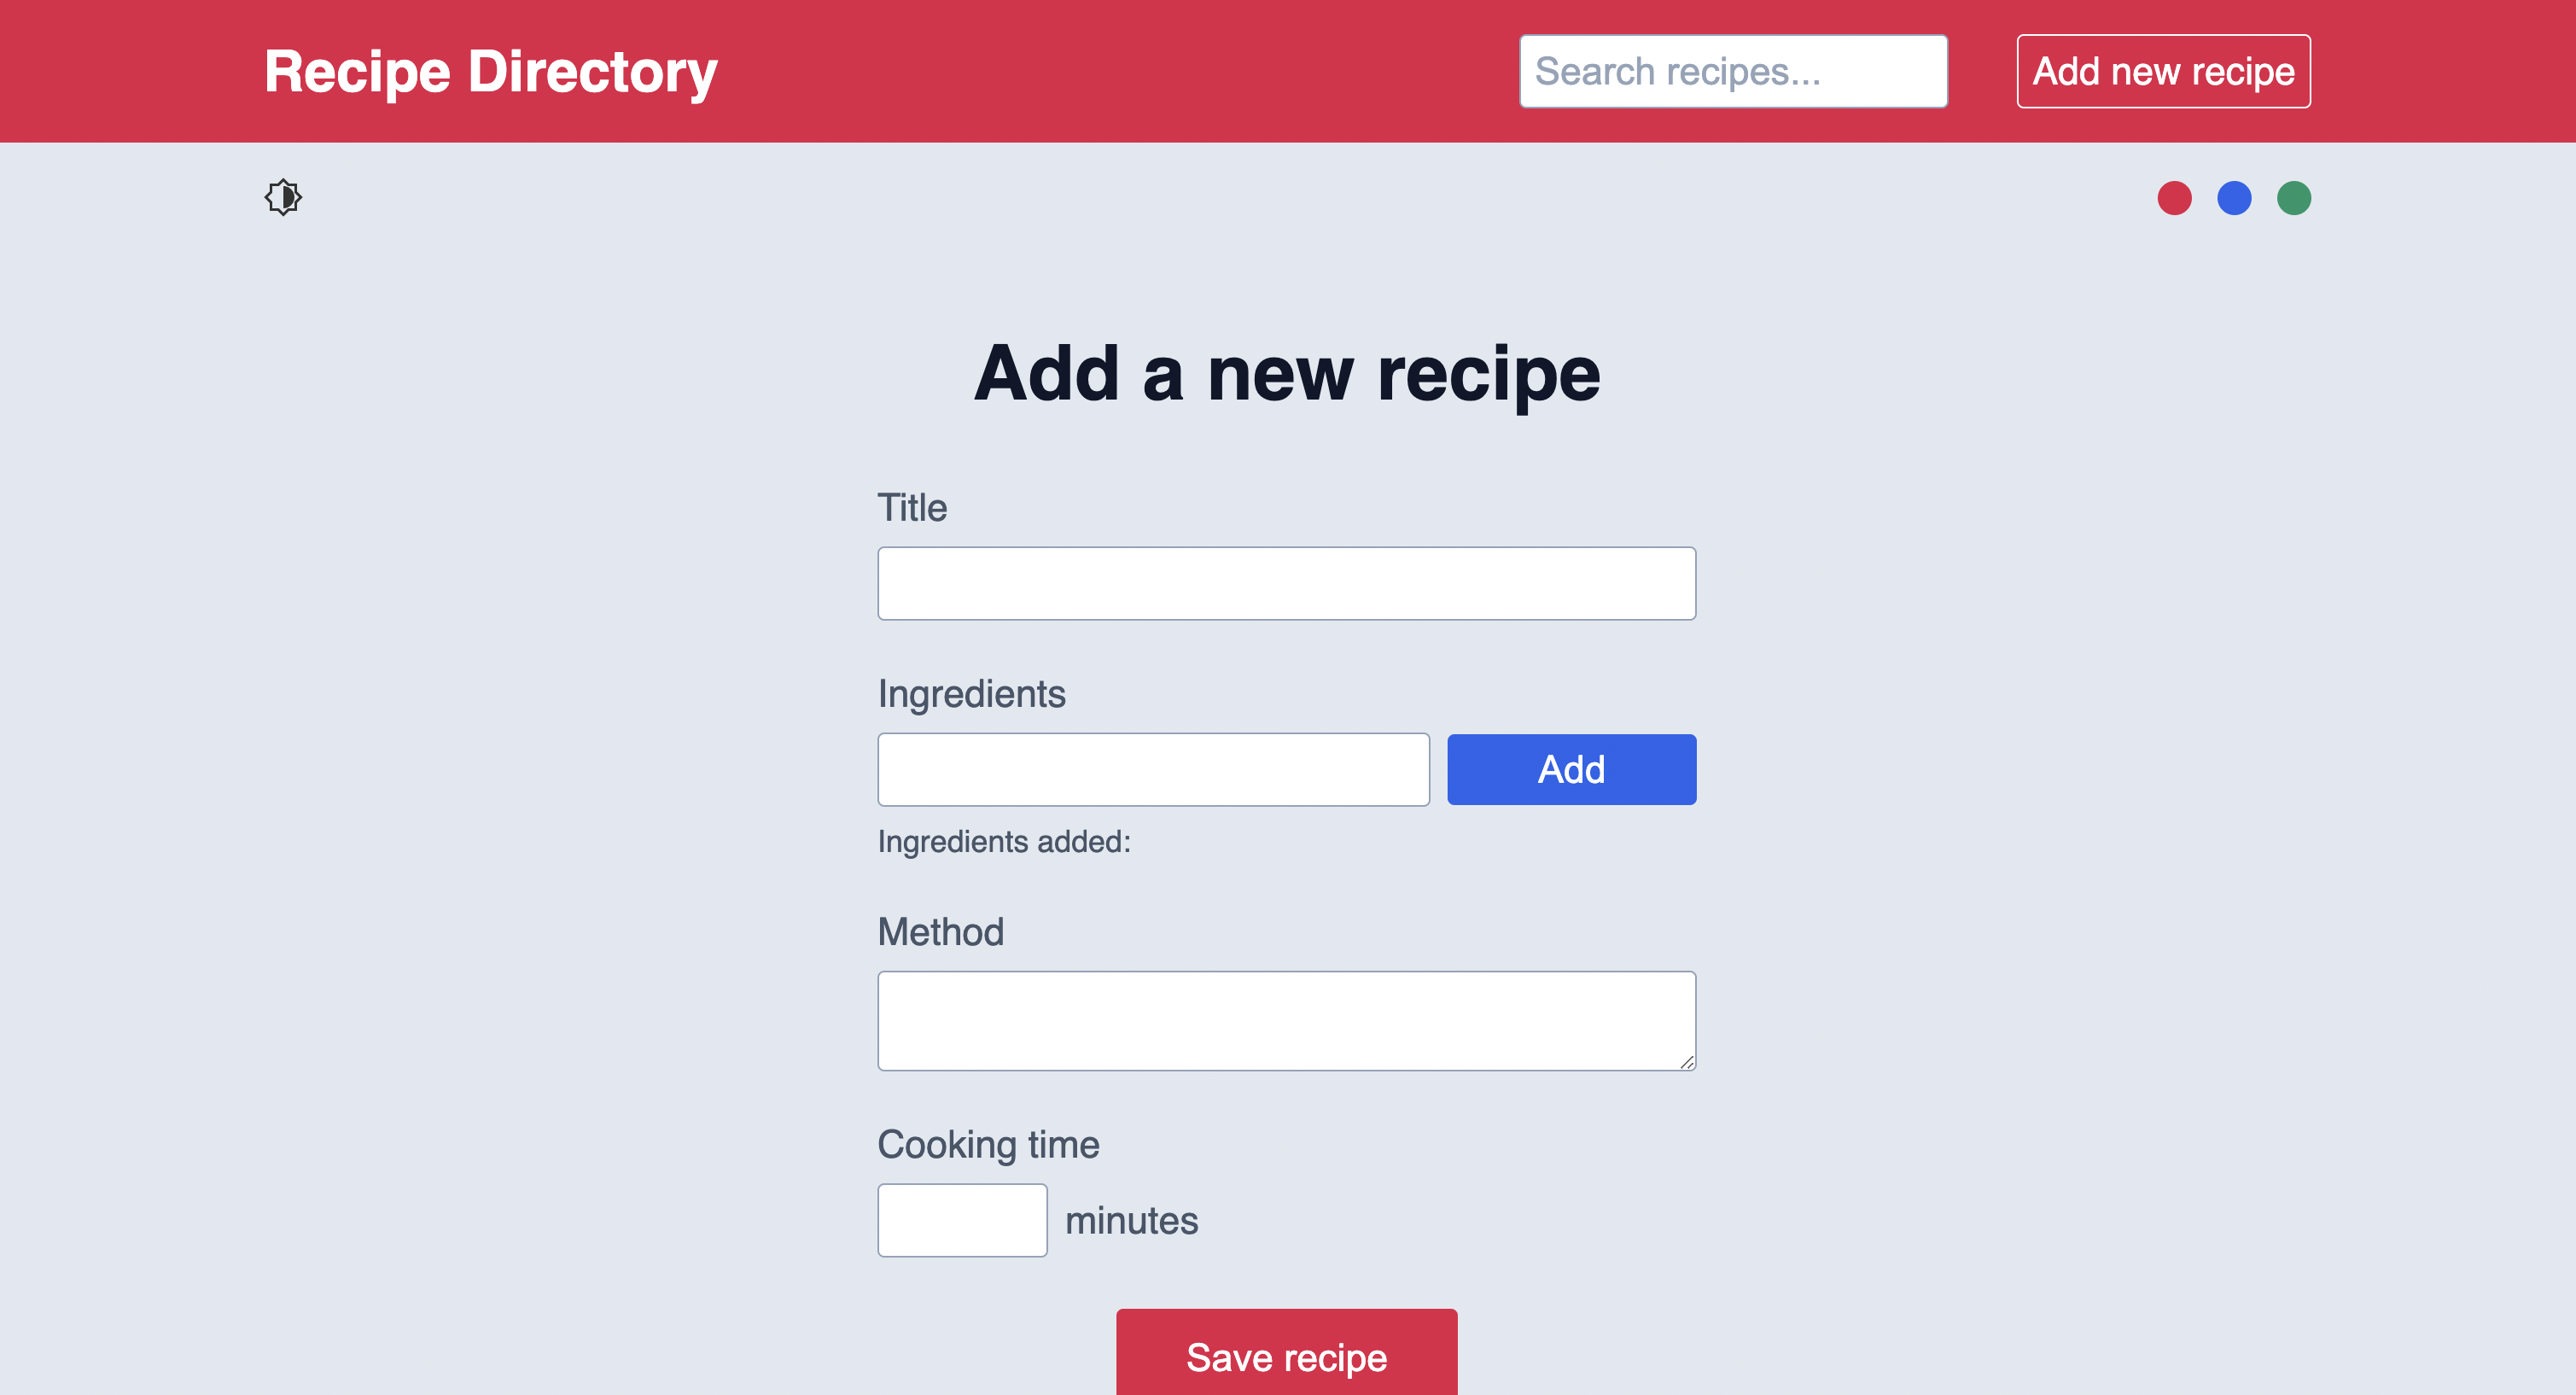 Recipe Directory
Search recipes...
Add new recipe
Add a new recipe
Title
Ingredients
Add
Ingredients added:
Method
Cooking time
minutes
Save recipe